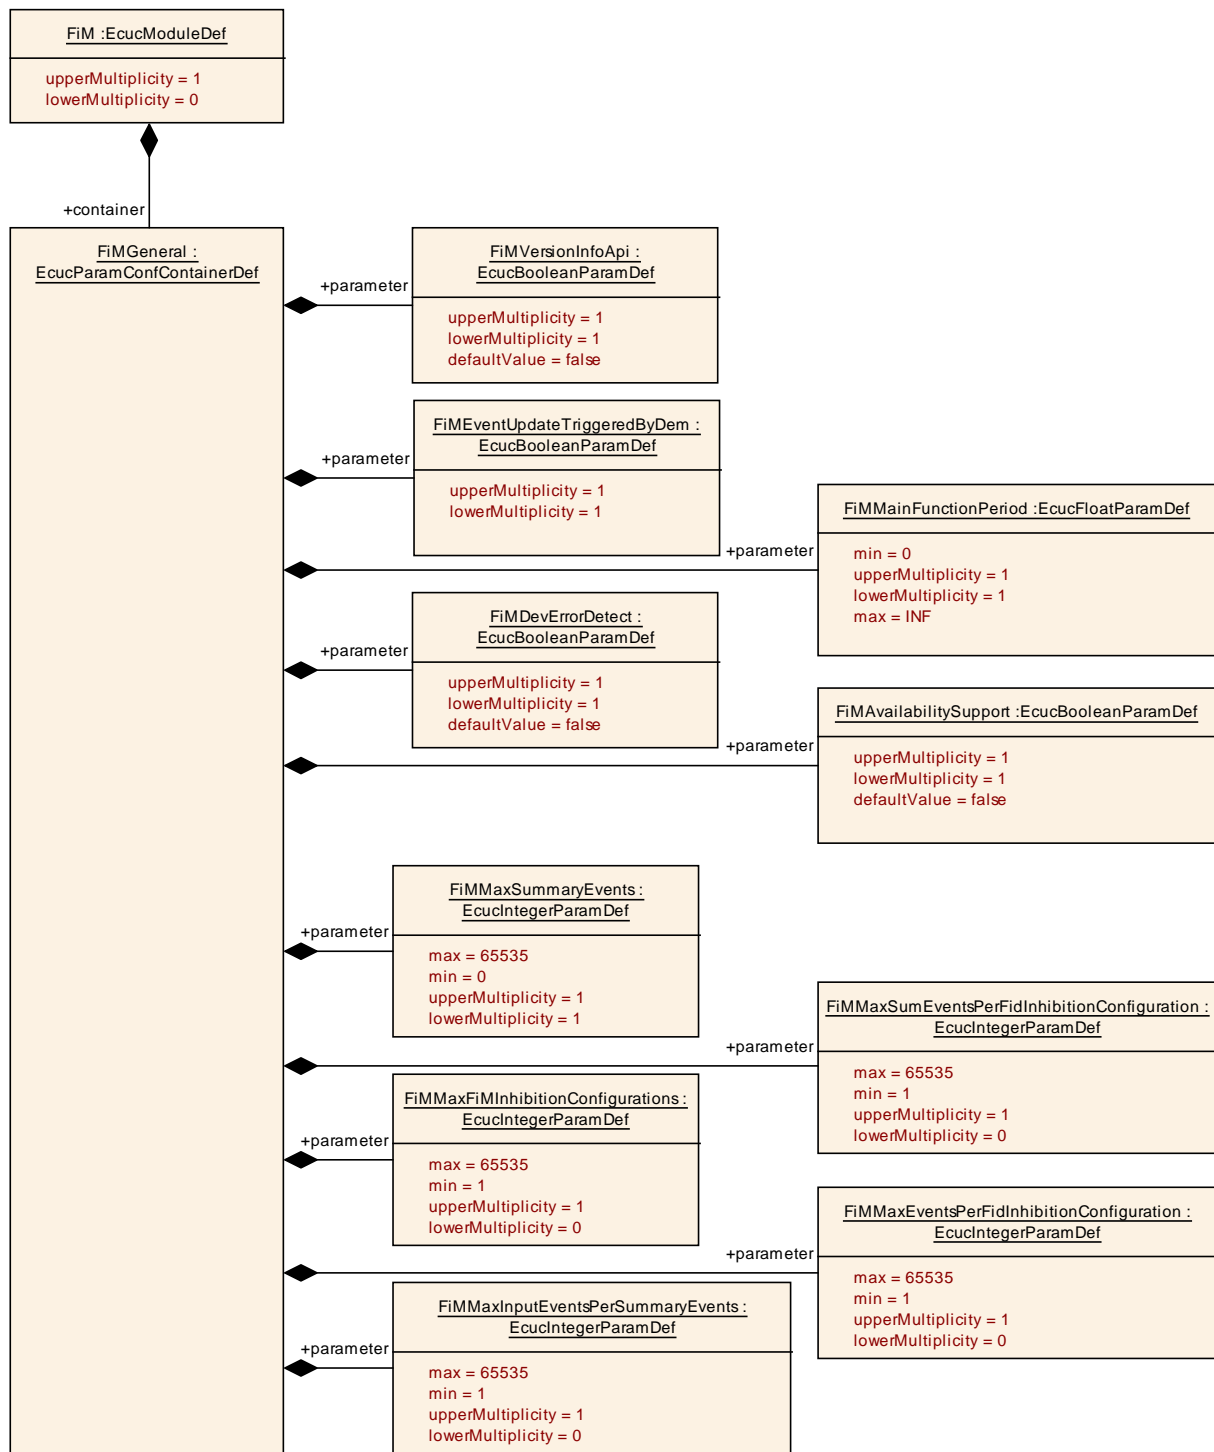 FiM :EcucModuleDef
upperMultiplicity = 1
lowerMultiplicity = 0
+container
FiMGeneral :
EcucParamConfContainerDef
+parameter
FiMVersionInfoApi :
EcucBooleanParamDef
upperMultiplicity = 1
lowerMultiplicity = 1
defaultValue = false
+parameter
FiMEventUpdateTriggeredByDem :
EcucBooleanParamDef
upperMultiplicity = 1
lowerMultiplicity = 1
+parameter
FiMMainFunctionPeriod :EcucFloatParamDef
min = 0
upperMultiplicity = 1
lowerMultiplicity = 1
max = INF
+parameter
FiMDevErrorDetect :
EcucBooleanParamDef
upperMultiplicity = 1
lowerMultiplicity = 1
defaultValue = false
+parameter
FiMAvailabilitySupport :EcucBooleanParamDef
upperMultiplicity = 1
lowerMultiplicity = 1
defaultValue = false
+parameter
FiMMaxSummaryEvents :
EcucIntegerParamDef
max = 65535
min = 0
upperMultiplicity = 1
lowerMultiplicity = 1
+parameter
FiMMaxSumEventsPerFidInhibitionConfiguration :
EcucIntegerParamDef
max = 65535
min = 1
upperMultiplicity = 1
lowerMultiplicity = 0
+parameter
FiMMaxFiMInhibitionConfigurations :
EcucIntegerParamDef
max = 65535
min = 1
upperMultiplicity = 1
lowerMultiplicity = 0
+parameter
FiMMaxEventsPerFidInhibitionConfiguration :
EcucIntegerParamDef
max = 65535
min = 1
upperMultiplicity = 1
lowerMultiplicity = 0
+parameter
FiMMaxInputEventsPerSummaryEvents :
EcucIntegerParamDef
max = 65535
min = 1
upperMultiplicity = 1
lowerMultiplicity = 0